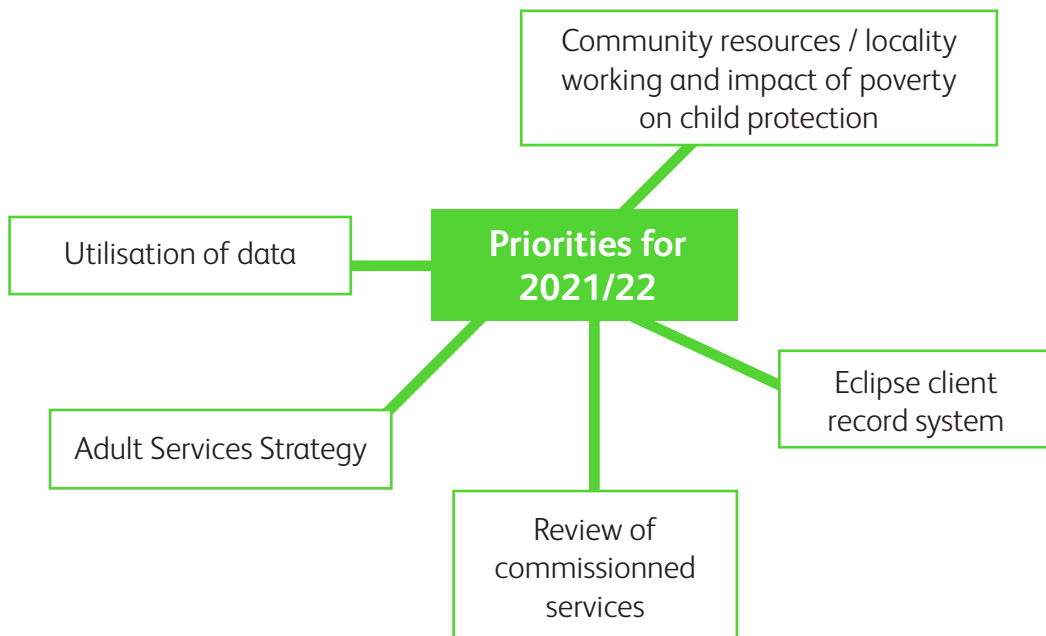 Community resources / locality
working and impact of poverty
on child protection
Priorities for
2021/22
Utilisation of data
Eclipse client
record system
Adult Services Strategy
Review of
commissionned
services